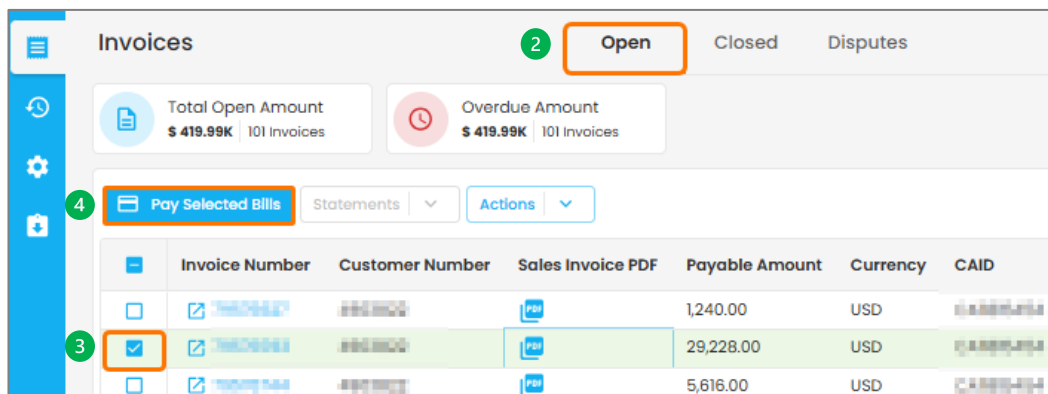 Invoices 2 Open Closed Disputes
Total Open Amount
$ 419.99K 101 Invoices
Overdue Amount
$ 419.99K 101 Invoices
4 Pay Selected Bills Statements Actions
Invoice Number Customer Number Sales Invoice PDF Payable Amount Currency CAID
PDF 1,240.00 USD
3 PDF 29,228.00 USD
PDF 5,616.00 USD